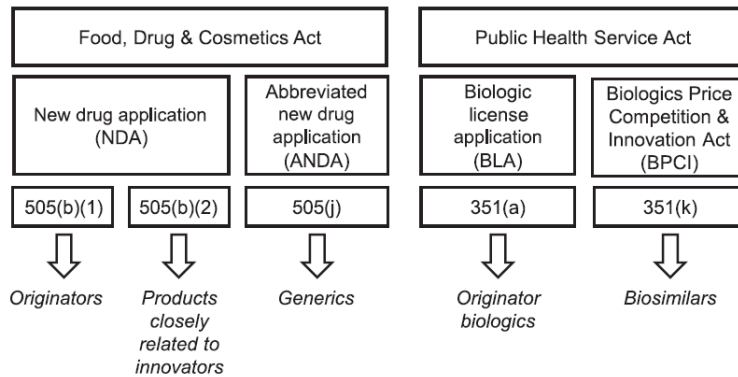 Food, Drug & Cosmetics Act
Public Health Service Act
New drug application
(NDA)
Abbreviated
new drug
application
(ANDA)
Biologic
license
application
(BLA)
Biologics Price
Competition &
Innovation Act
(BPCI)
505(b)(1)
505(b)(2)
505(j)
351(a)
351(k)
Originators
Products
closely
related to
innovators
Generics
Originator
biologics
Biosimilars